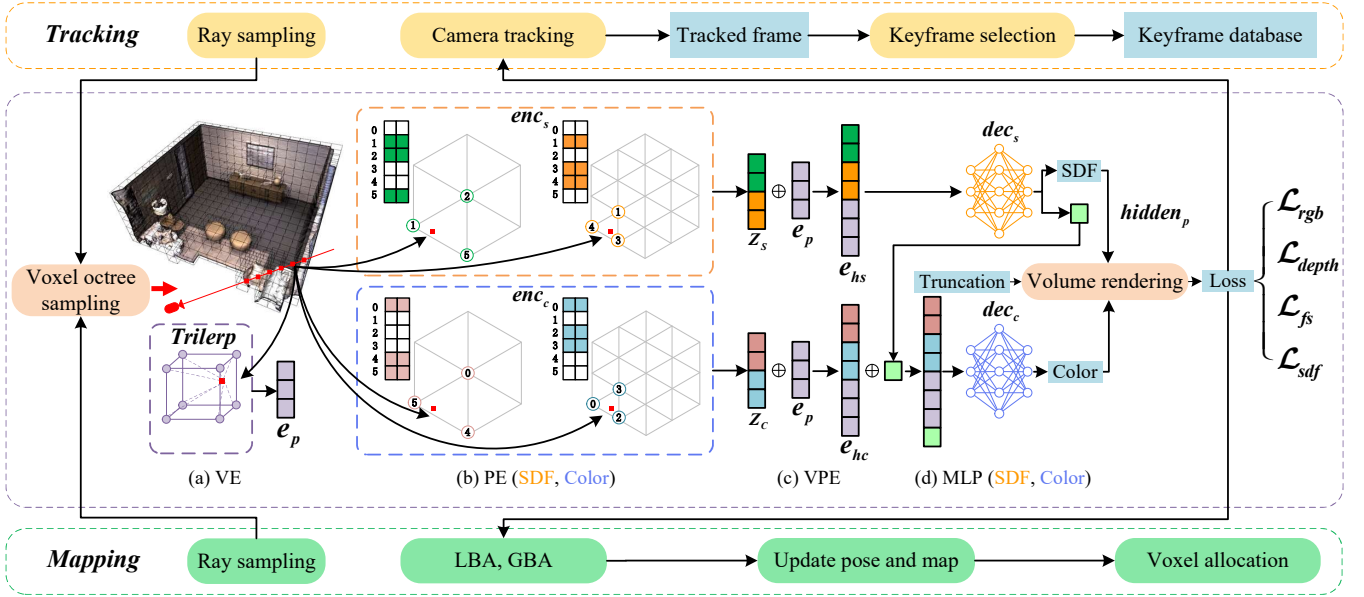 Tracking
Ray sampling
Camera tracking
Tracked frame
Keyframe selection
Keyframe database
Voxel octree
sampling
Trilerp
e_p
(a) VE
enc_s
0
1
2
3
4
5
2
1
5
0
1
2
3
4
5
1
4
3
enc_c
0
1
2
3
4
5
0
5
4
0
1
2
3
4
5
3
0
2
(b) PE (SDF, Color)
z_s
⊕
e_p
e_hs
z_c
⊕
e_p
e_hc
⊕
(c) VPE
dec_s
SDF
hidden_p
Truncation
Volume rendering
Loss
dec_c
Color
(d) MLP (SDF, Color)
L_rgb
L_depth
L_fs
L_sdf
Mapping
Ray sampling
LBA, GBA
Update pose and map
Voxel allocation